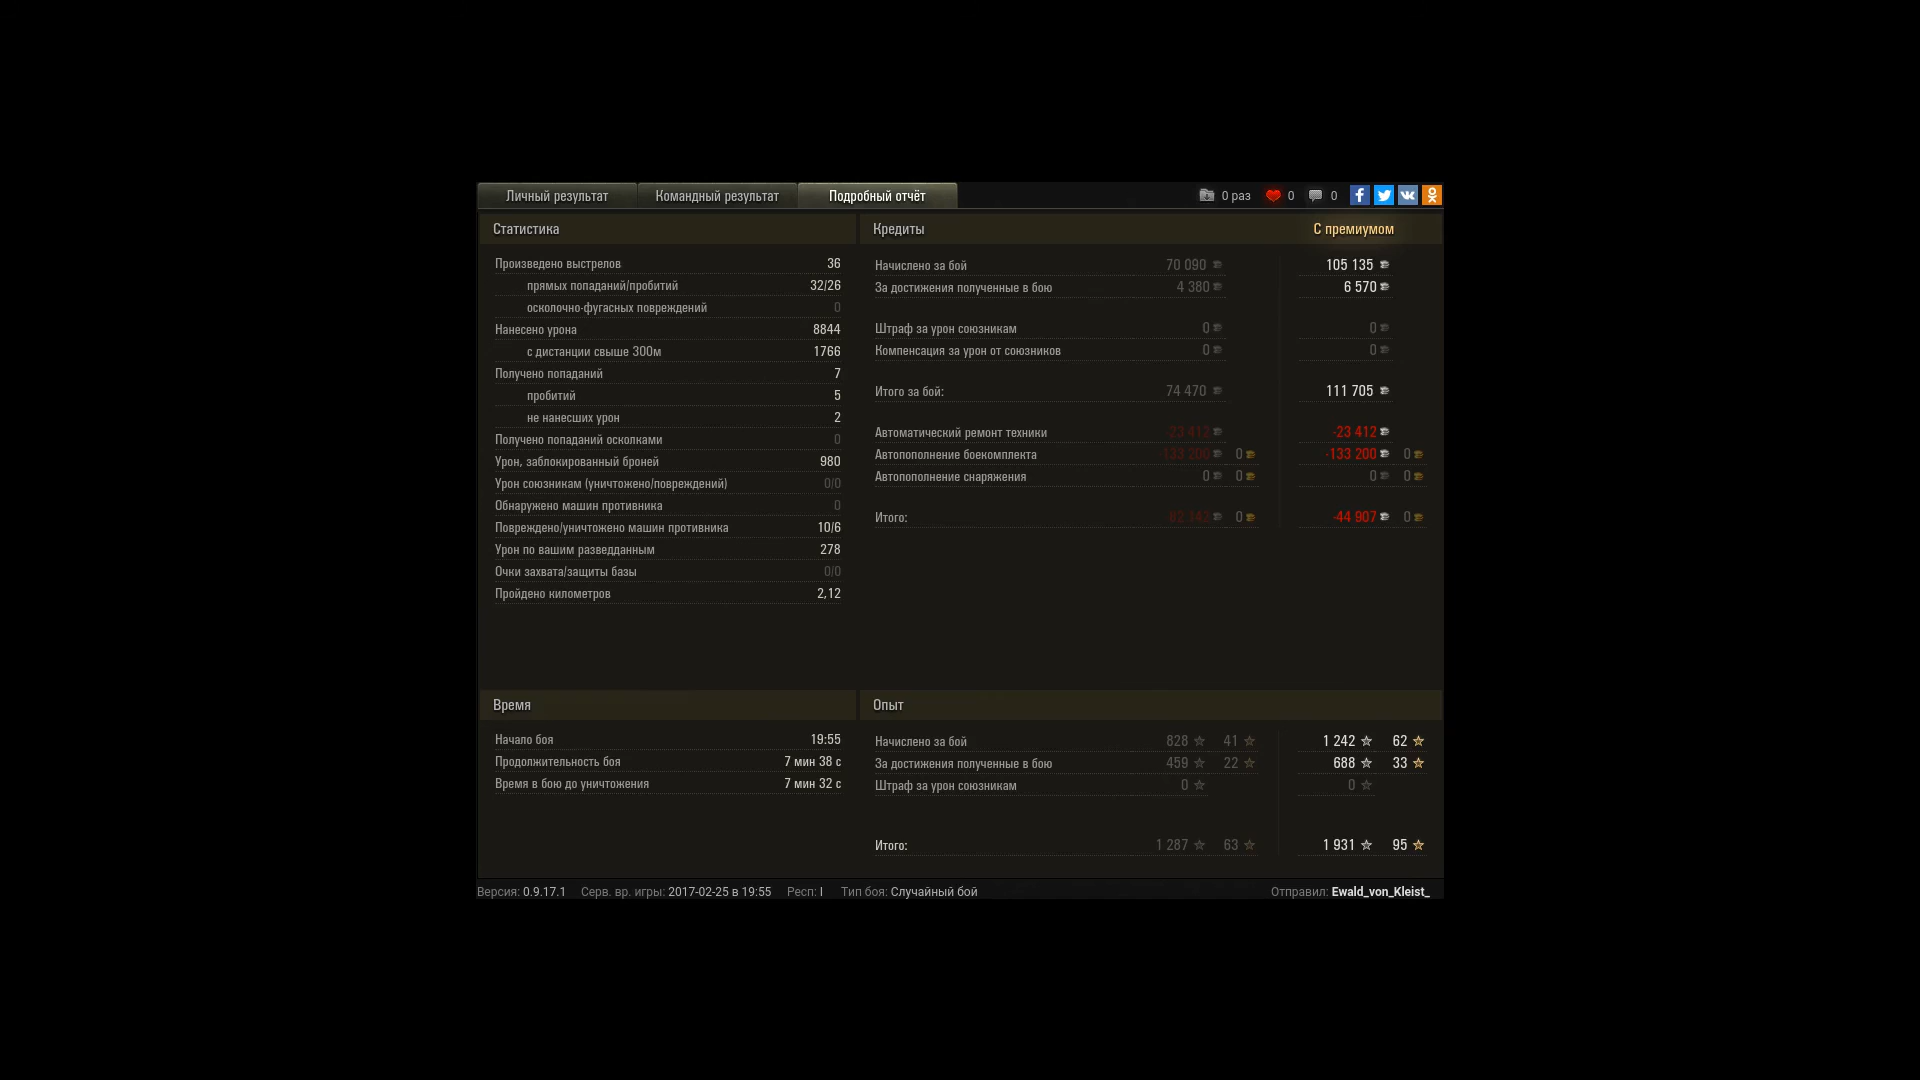 Личный результат Командный результат Подробный отчёт 0 раз 0 0
Статистика
Произведено выстрелов 36
прямых попаданий/пробитий 32/26
осколочно-фугасных повреждений 0
Нанесено урона 8844
с дистанции свыше 300м 1766
Получено попаданий 7
пробитий 5
не нанесших урон 2
Получено попаданий осколками 0
Урон, заблокированный броней 980
Урон союзникам (уничтожено/повреждений) 0/0
Обнаружено машин противника 0
Повреждено/уничтожено машин противника 10/6
Урон по вашим разведданным 278
Очки захвата/защиты базы 0/0
Пройдено километров 2,12
Кредиты С премиумом
Начислено за бой 70 090 105 135
За достижения полученные в бою 4 380 6 570
Штраф за урон союзникам 0 0
Компенсация за урон от союзников 0 0
Итого за бой: 74 470 111 705
Автоматический ремонт техники -23 412 -23 412
Автопополнение боекомплекта -133 200 0 -133 200 0
Автопополнение снаряжения 0 0 0 0
Итого: -82 142 0 -44 907 0
Время
Начало боя 19:55
Продолжительность боя 7 мин 38 с
Время в бою до уничтожения 7 мин 32 с
Опыт
Начислено за бой 828 41 1 242 62
За достижения полученные в бою 459 22 688 33
Штраф за урон союзникам 0 0
Итого: 1 287 63 1 931 95
Версия: 0.9.17.1 Серв. вр. игры: 2017-02-25 в 19:55 Респ: I Тип боя: Случайный бой Отправил: Ewald_von_Kleist_